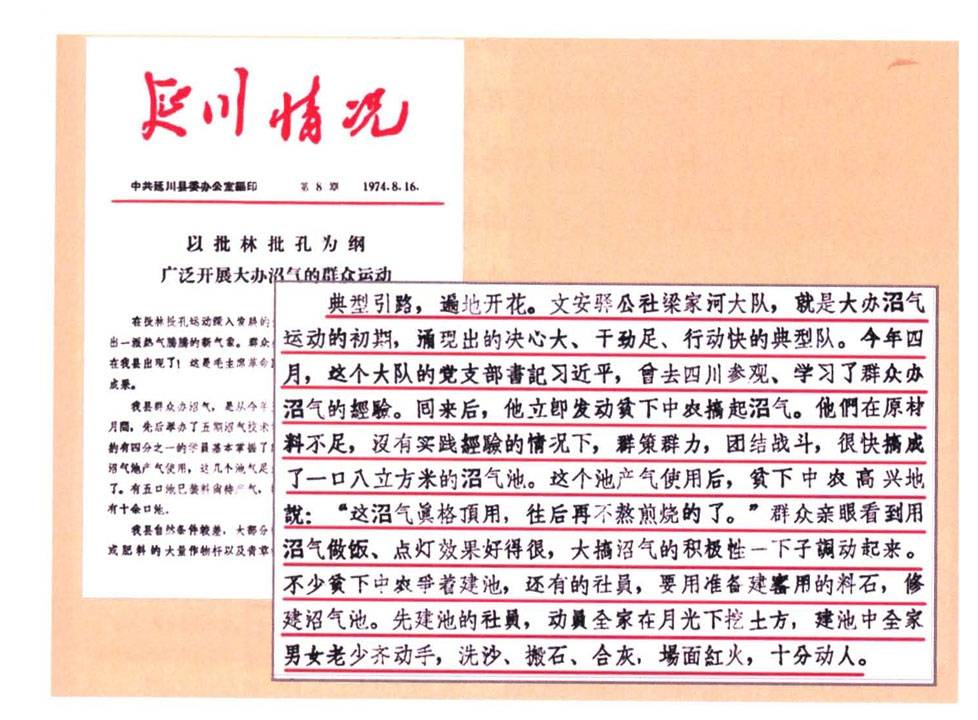 延川情况
中共延川县委办公室编印 第8期 1974.8.16.
以批林批孔为纲
广泛开展大办沼气的群众运动
在批林批孔运动深入发展的
出一派热气腾腾的新气象。群众
在我县出现了!这是毛主席革命
成果。
我县群众办沼气,是从今年
月間,先后举办了五期沼气技术
約有四分之一的学員基本掌握了
沼气池产气使用,这几个池气足
了。有五口池已装料尙待产气,
有十余口池。
我县自然条件較差,大部分
或肥料的大量作物杆以及青草
典型引路,遍地开花。文安驿公社梁家河大队,就是大办沼气
运动的初期,涌现出的决心大、干劲足、行动快的典型队。今年四
月,这个大队的党支部書記习近平,曾去四川参观、学习了群众办
沼气的經驗。回来后,他立即发动貧下中农搞起沼气。他們在原材
料不足,沒有实践經驗的情况下,群策群力,团结战斗,很快搞成
了一口八立方米的沼气池。这个池产气使用后,貧下中农高兴地
說:“这沼气眞格頂用,往后再不熬煎烧的了。”群众亲眼看到用
沼气做饭、点灯效果好得很,大搞沼气的积极性一下子調动起来。
不少貧下中农爭着建池,还有的社員,要用准备建窑用的料石,修
建沼气池。先建池的社員,动員全家在月光下挖土方,建池中全家
男女老少齐动手,洗沙、搬石、合灰,場面紅火,十分动人。